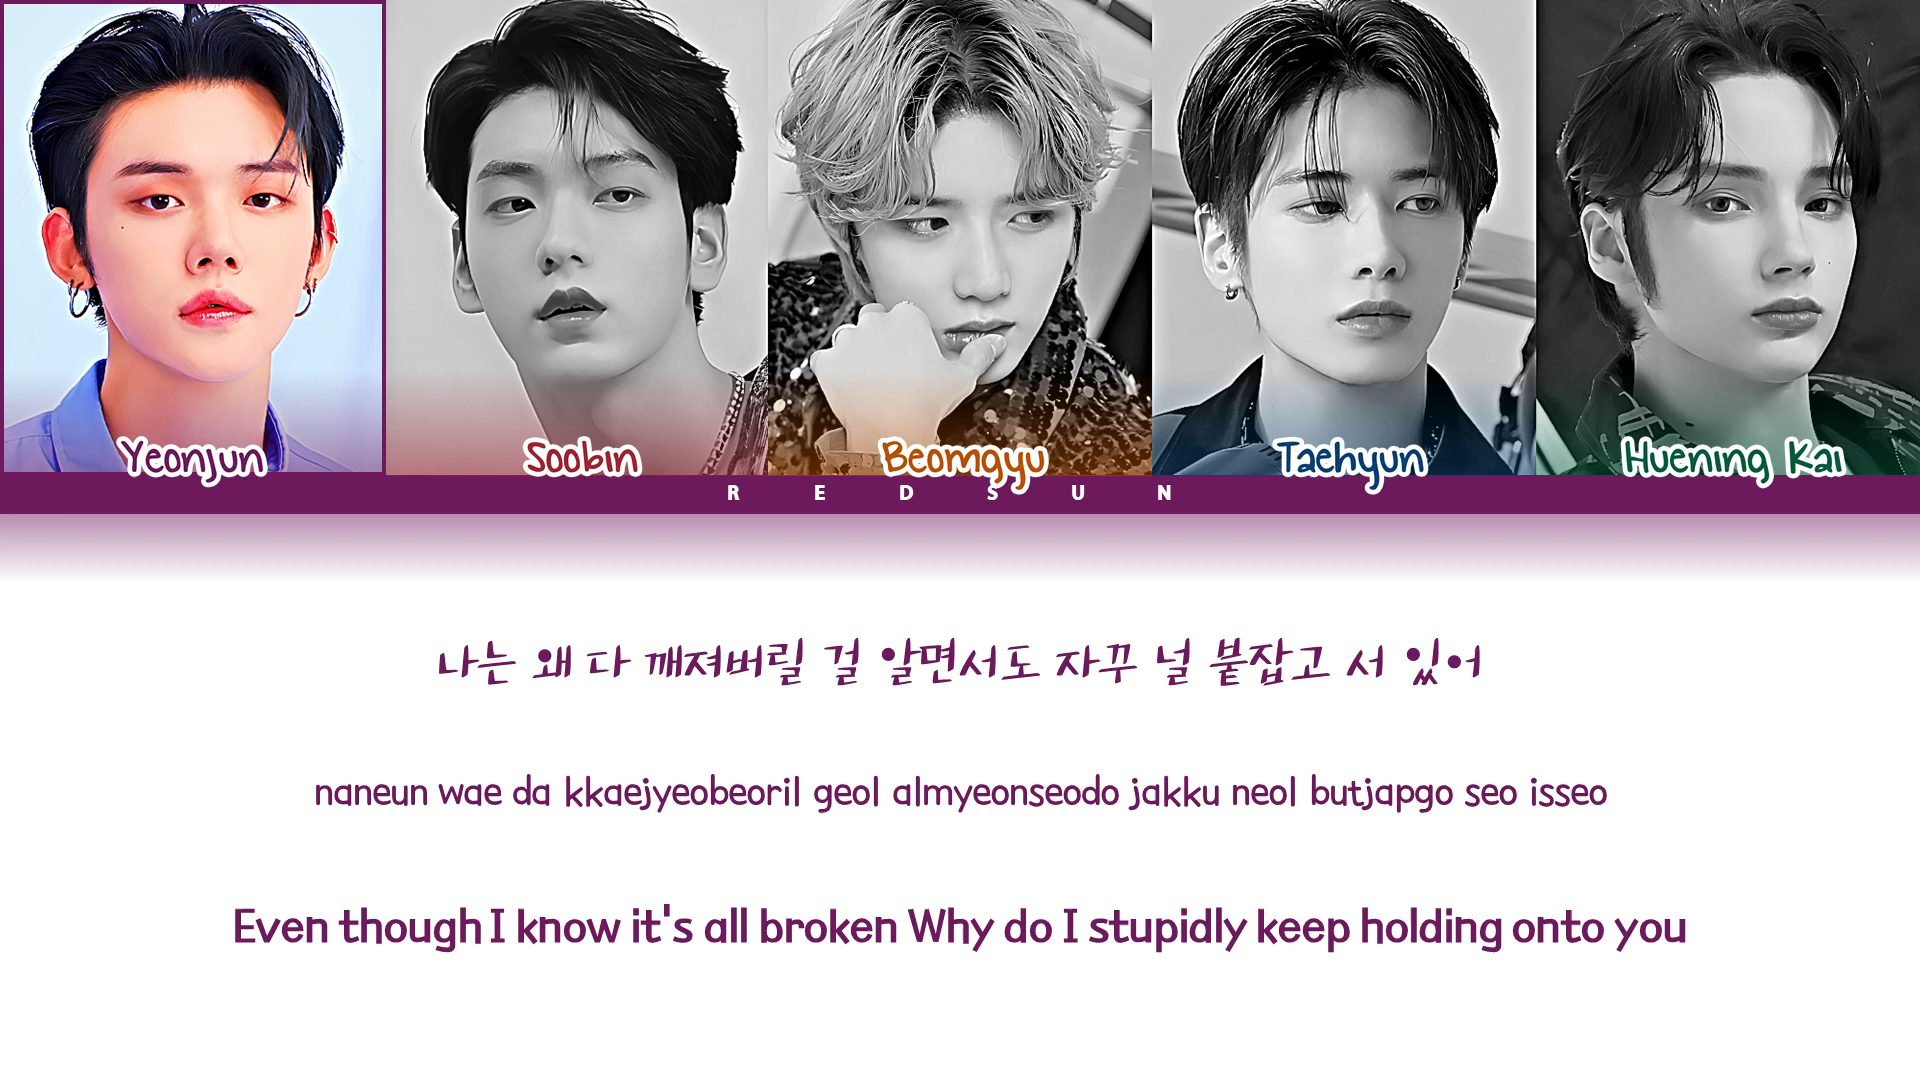 Yeonjun Soobin Beomgyu Taehyun Huening Kai
R E D S U N
나는 왜 다 깨져버릴 걸 알면서도 자꾸 널 붙잡고 서 있어
naneun wae da kkaejyeobeoril geol almyeonseodo jakku neol butjapgo seo isseo
Even though I know it's all broken Why do I stupidly keep holding onto you